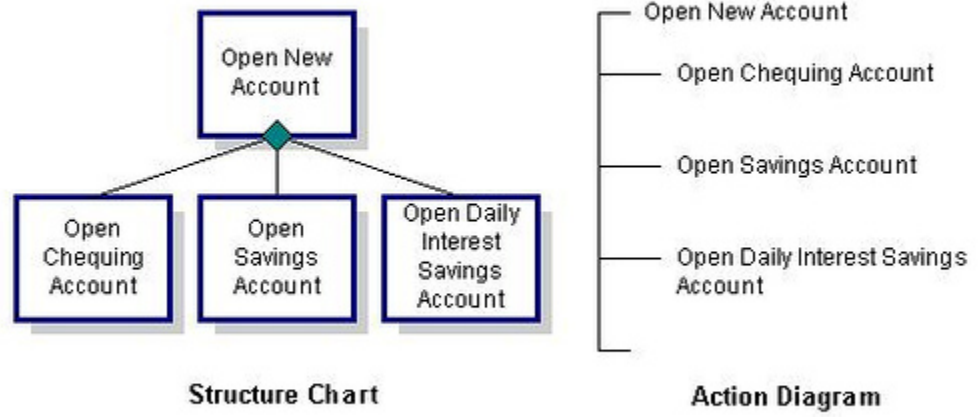 Open New
Account
Open
Chequing
Account
Open
Savings
Account
Open Daily
Interest
Savings
Account
Structure Chart
Open New Account
Open Chequing Account
Open Savings Account
Open Daily Interest Savings
Account
Action Diagram